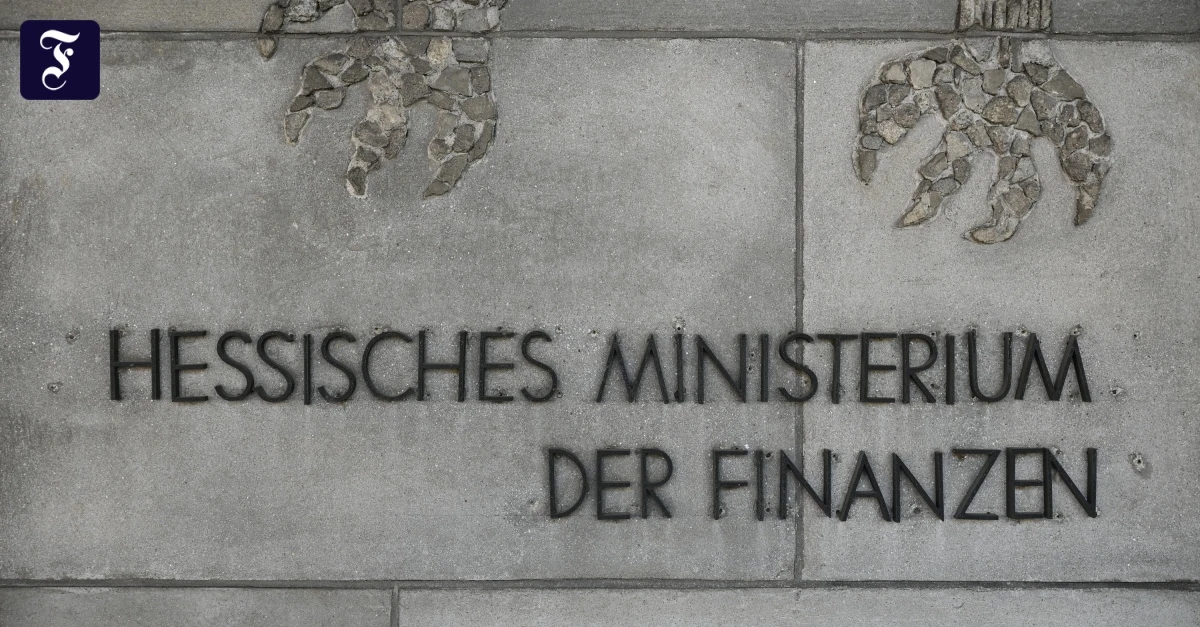 F
HESSISCHES MINISTERIUM
DER FINANZEN